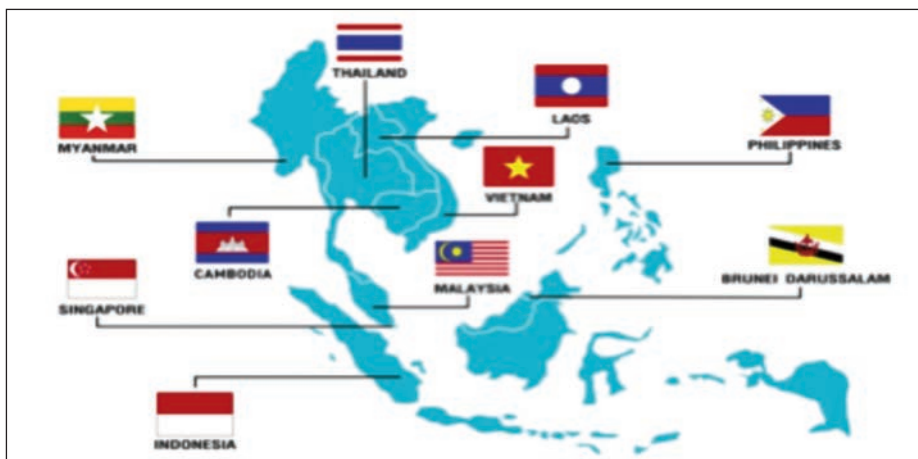 THAILAND
LAOS
MYANMAR
PHILIPPINES
VIETNAM
CAMBODIA
MALAYSIA
BRUNEI DARUSSALAM
SINGAPORE
INDONESIA